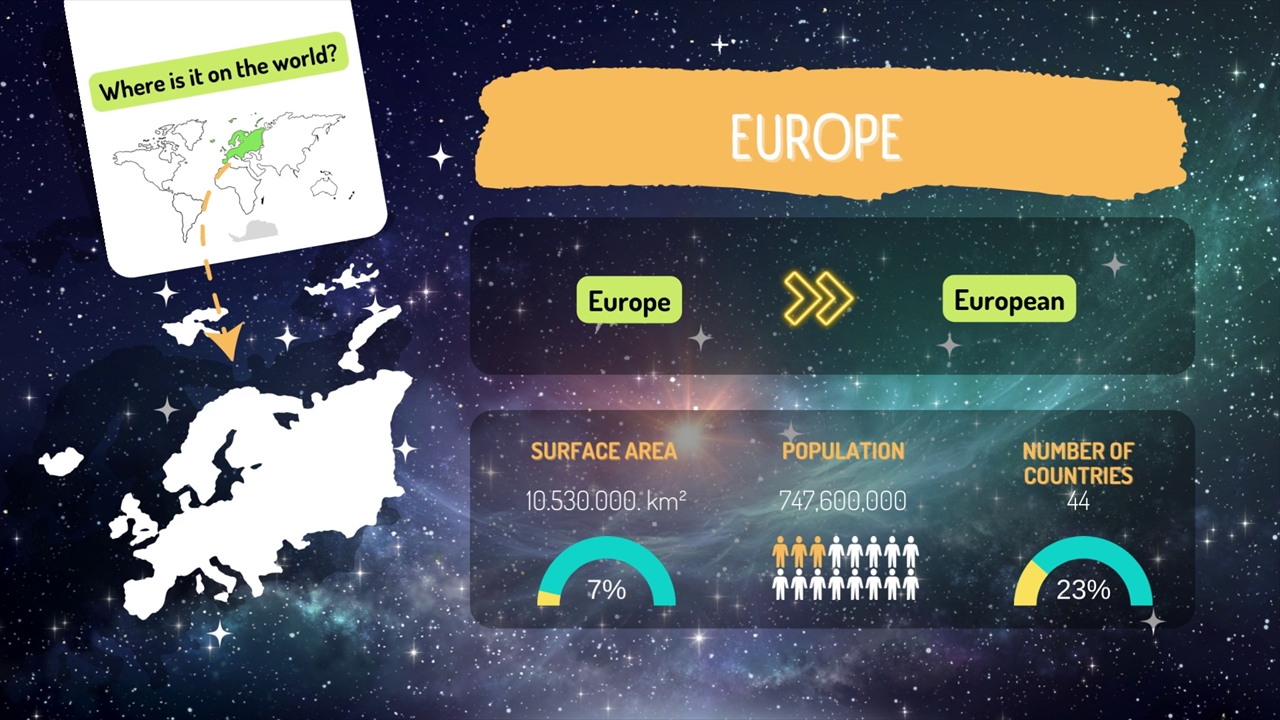 Where is it on the world?
EUROPE
Europe
European
SURFACE AREA
10.530.000. km²
7%
POPULATION
747,600,000
NUMBER OF
COUNTRIES
44
23%